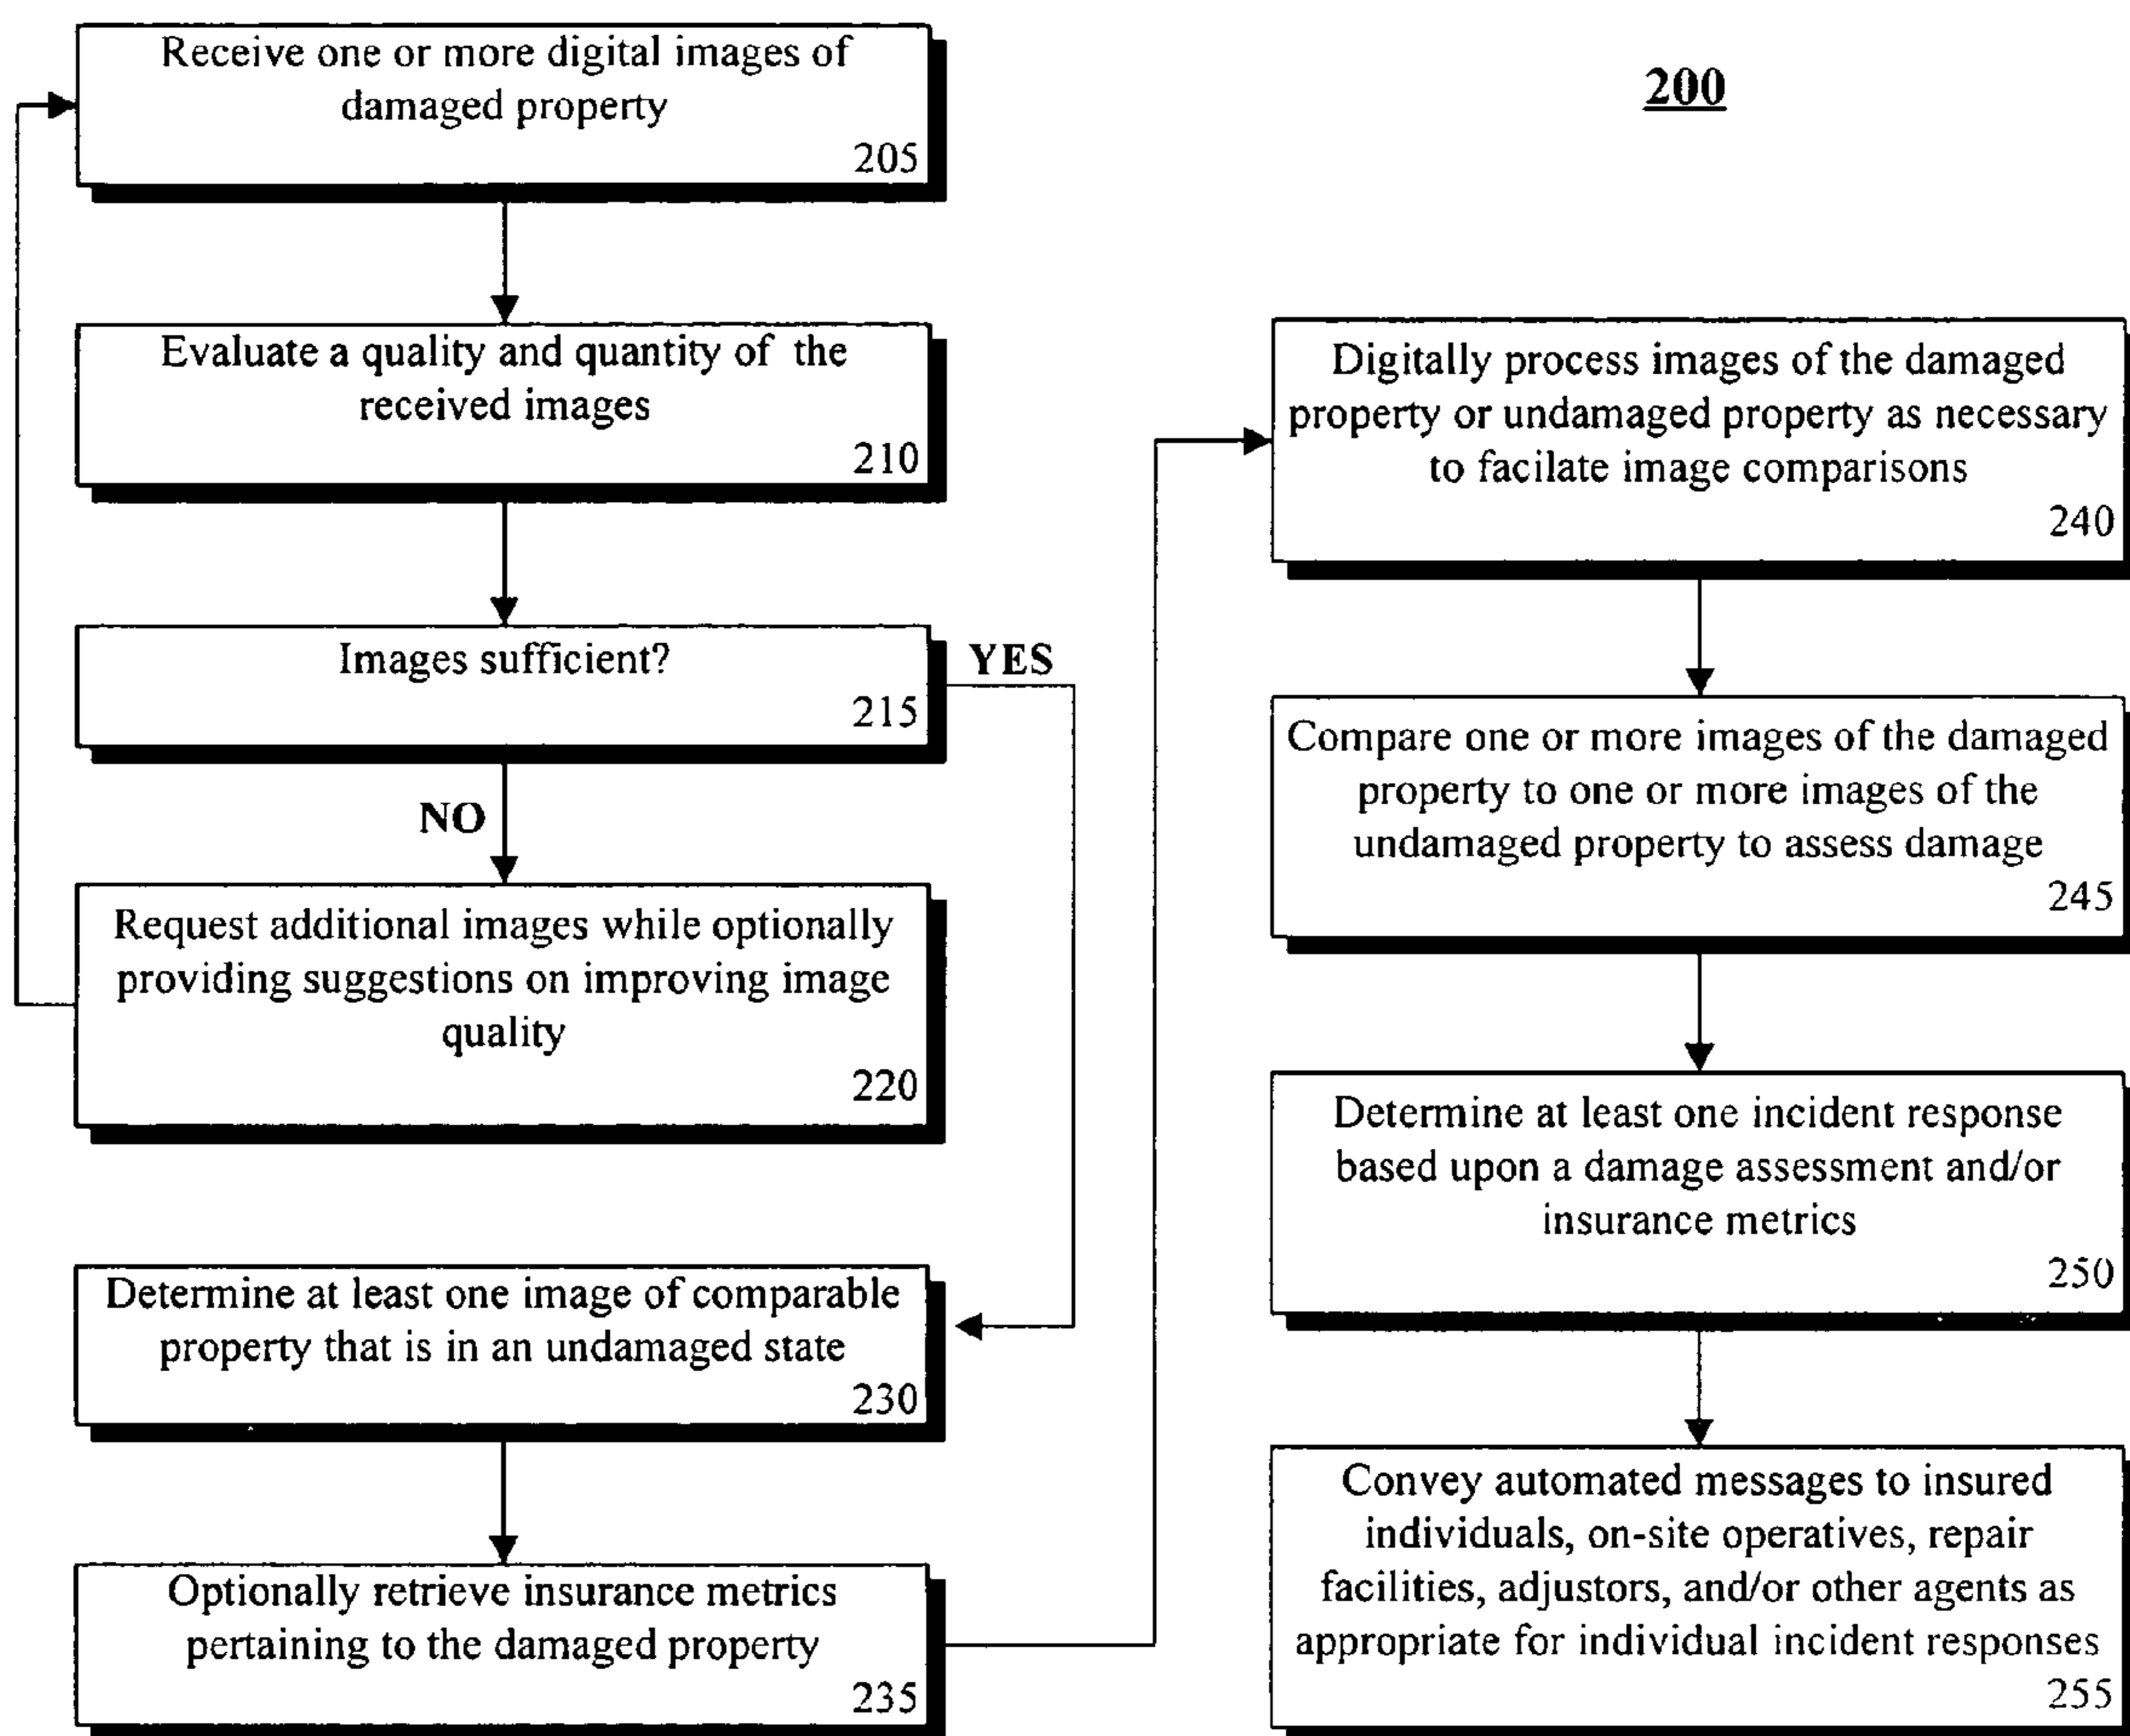 Receive one or more digital images of
damaged property
205
Evaluate a quality and quantity of the
received images
210
Images sufficient?
215
YES
NO
Request additional images while optionally
providing suggestions on improving image
quality
220
Determine at least one image of comparable
property that is in an undamaged state
230
Optionally retrieve insurance metrics
pertaining to the damaged property
235
200
Digitally process images of the damaged
property or undamaged property as necessary
to facilate image comparisons
240
Compare one or more images of the damaged
property to one or more images of the
undamaged property to assess damage
245
Determine at least one incident response
based upon a damage assessment and/or
insurance metrics
250
Convey automated messages to insured
individuals, on-site operatives, repair
facilities, adjustors, and/or other agents as
appropriate for individual incident responses
255